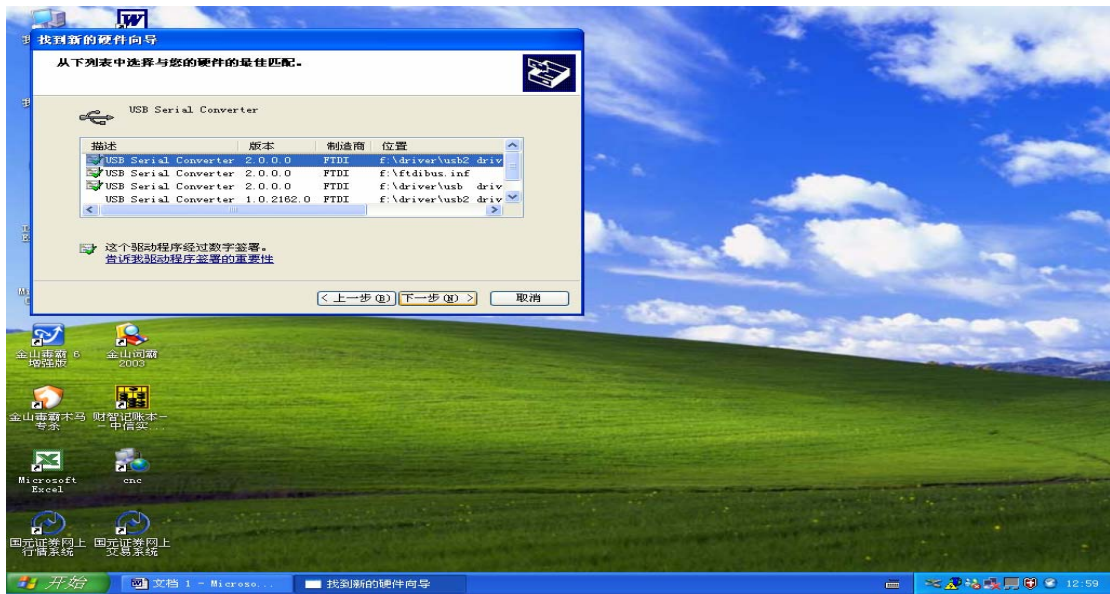 找到新的硬件向导
从下列表中选择与您的硬件的最佳匹配。
USB Serial Converter
描述 版本 制造商 位置
USB Serial Converter 2.0.0.0 FTDI f:\driver\usb2 driv
USB Serial Converter 2.0.0.0 FTDI f:\ftdibus.inf
USB Serial Converter 2.0.0.0 FTDI f:\driver\usb driv
USB Serial Converter 1.0.2162.0 FTDI f:\driver\usb2 driv
这个驱动程序经过数字签署。
告诉我驱动程序签署的重要性
< 上一步(B) 下一步(N) > 取消
金山毒霸 6
增强版
金山词霸
2003
金山毒霸木马
专杀
财智记账本-
-中信实...
Microsoft
Excel
cnc
国元证券网上
行情系统
国元证券网上
交易系统
开始 文档 1 - Microso... 找到新的硬件向导 12:59